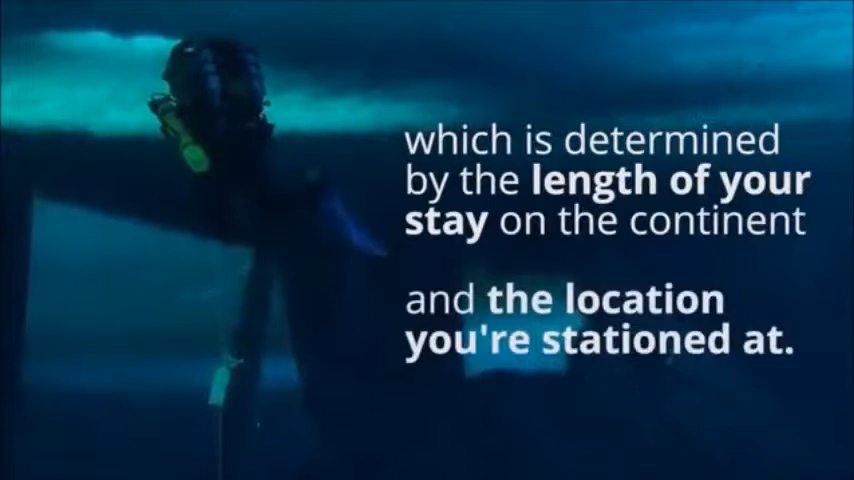 which is determined
by the length of your
stay on the continent
and the location
you're stationed at.